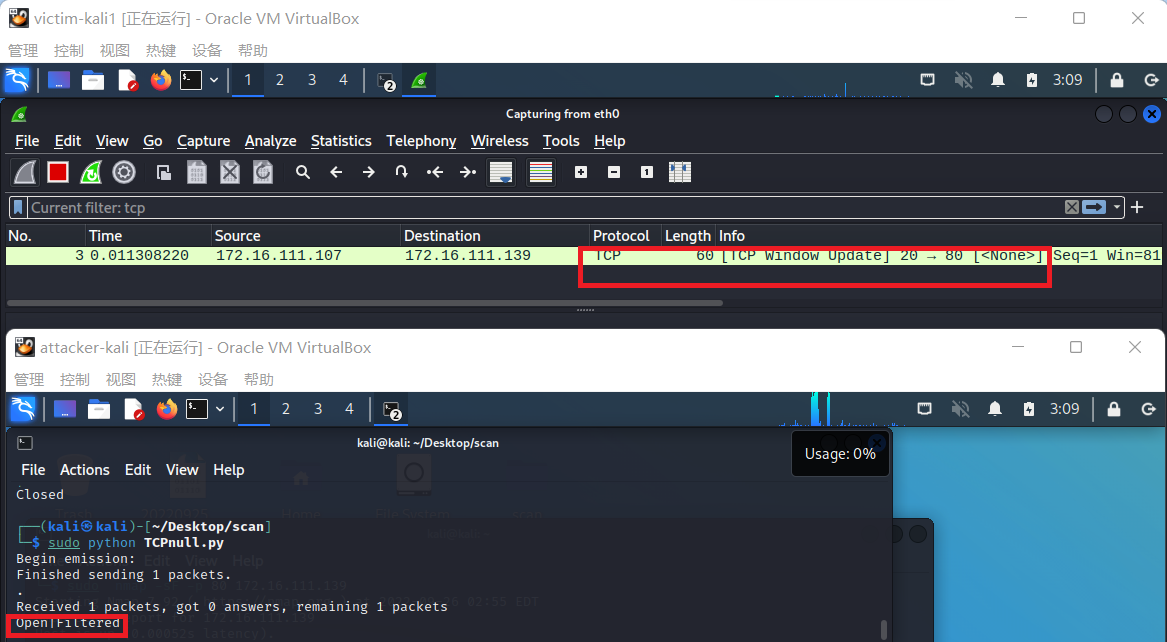 victim-kali1 [正在运行] - Oracle VM VirtualBox
管理 控制 视图 热键 设备 帮助
1 2 3 4 2 3:09
Capturing from eth0
File Edit View Go Capture Analyze Statistics Telephony Wireless Tools Help
Current filter: tcp
No. Time Source Destination Protocol Length Info
3 0.011308220 172.16.111.107 172.16.111.139 TCP 60 [TCP Window Update] 20 → 80 [<None>] Seq=1 Win=81
attacker-kali [正在运行] - Oracle VM VirtualBox
管理 控制 视图 热键 设备 帮助
1 2 3 4 2 3:09
kali@kali: ~/Desktop/scan
Usage: 0%
File Actions Edit View Help
Closed
(kali㉿kali)-[~/Desktop/scan]
$ sudo python TCPnull.py
Begin emission:
Finished sending 1 packets.
.
Received 1 packets, got 0 answers, remaining 1 packets
Open|Filtered